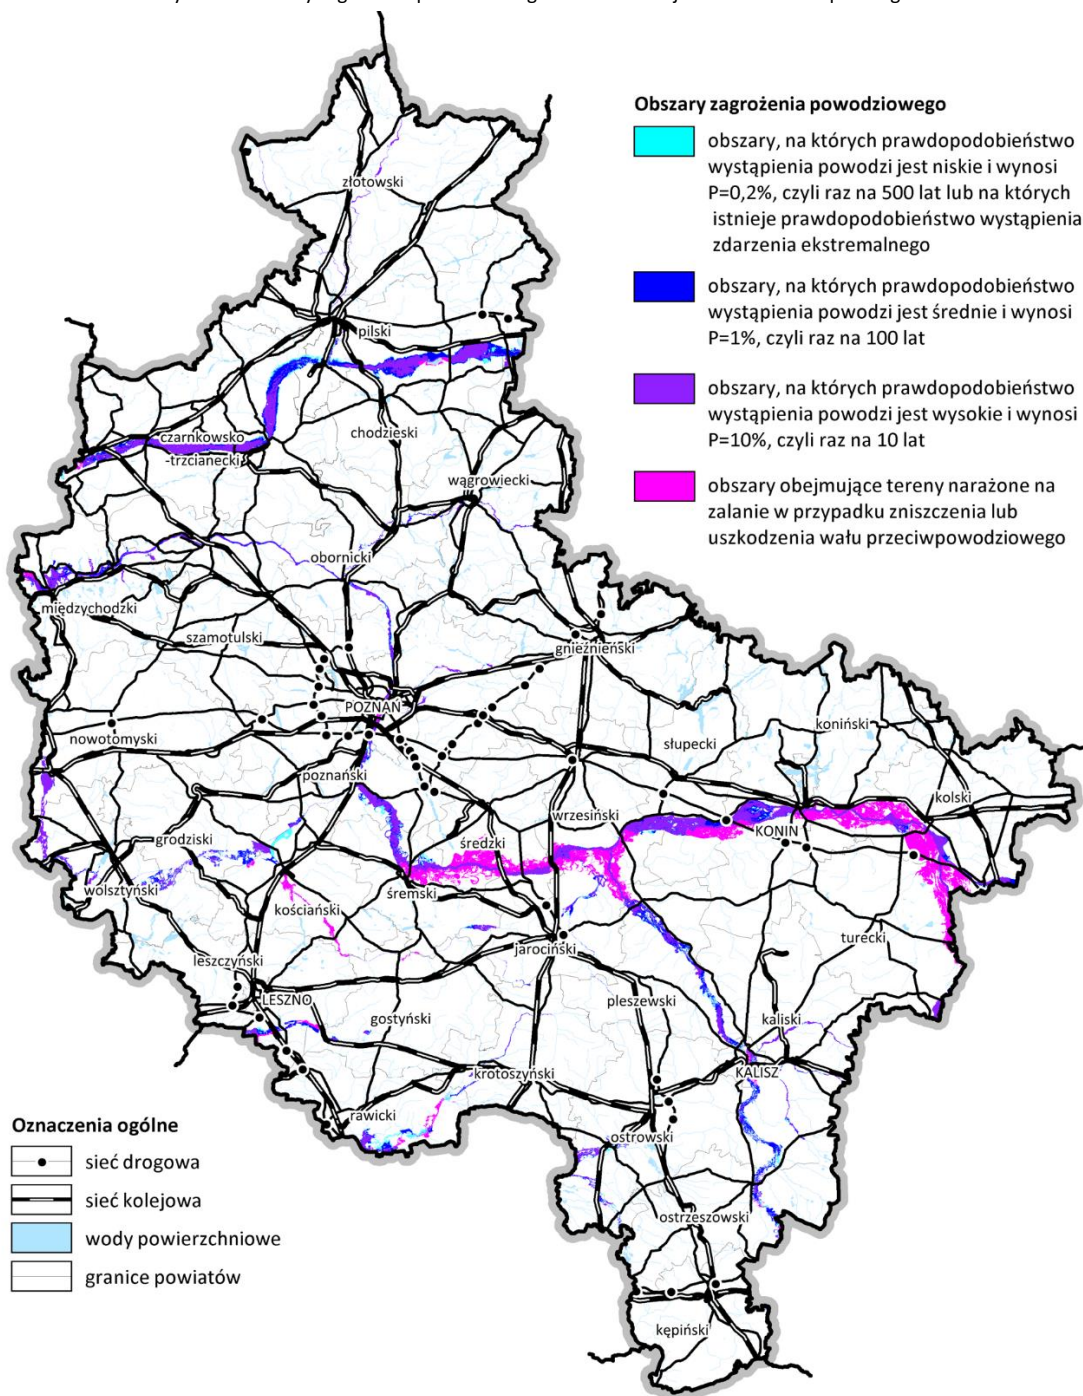 Obszary zagrożenia powodziowego
obszary, na których prawdopodobieństwo
wystąpienia powodzi jest niskie i wynosi
P=0,2%, czyli raz na 500 lat lub na których
istnieje prawdopodobieństwo wystąpienia
zdarzenia ekstremalnego
obszary, na których prawdopodobieństwo
wystąpienia powodzi jest średnie i wynosi
P=1%, czyli raz na 100 lat
obszary, na których prawdopodobieństwo
wystąpienia powodzi jest wysokie i wynosi
P=10%, czyli raz na 10 lat
obszary obejmujące tereny narażone na
zalanie w przypadku zniszczenia lub
uszkodzenia wału przeciwpowodziowego
złotowski
pilski
czarnkowsko
-trzcianecki
chodzieski
wągrowiecki
obornicki
międzychodzki
szamotulski
gnieźnieński
POZNAŃ
nowotomyski
koniński
słupecki
poznański
kolski
wrzesiński
KONIN
grodziski
średzki
wolsztyński
kościański
śremski
turecki
jarociński
leszczyński
LESZNO
pleszewski
gostyński
kaliski
krotoszyński
KALISZ
rawicki
ostrowski
ostrzeszowski
kępiński
Oznaczenia ogólne
sieć drogowa
sieć kolejowa
wody powierzchniowe
granice powiatów